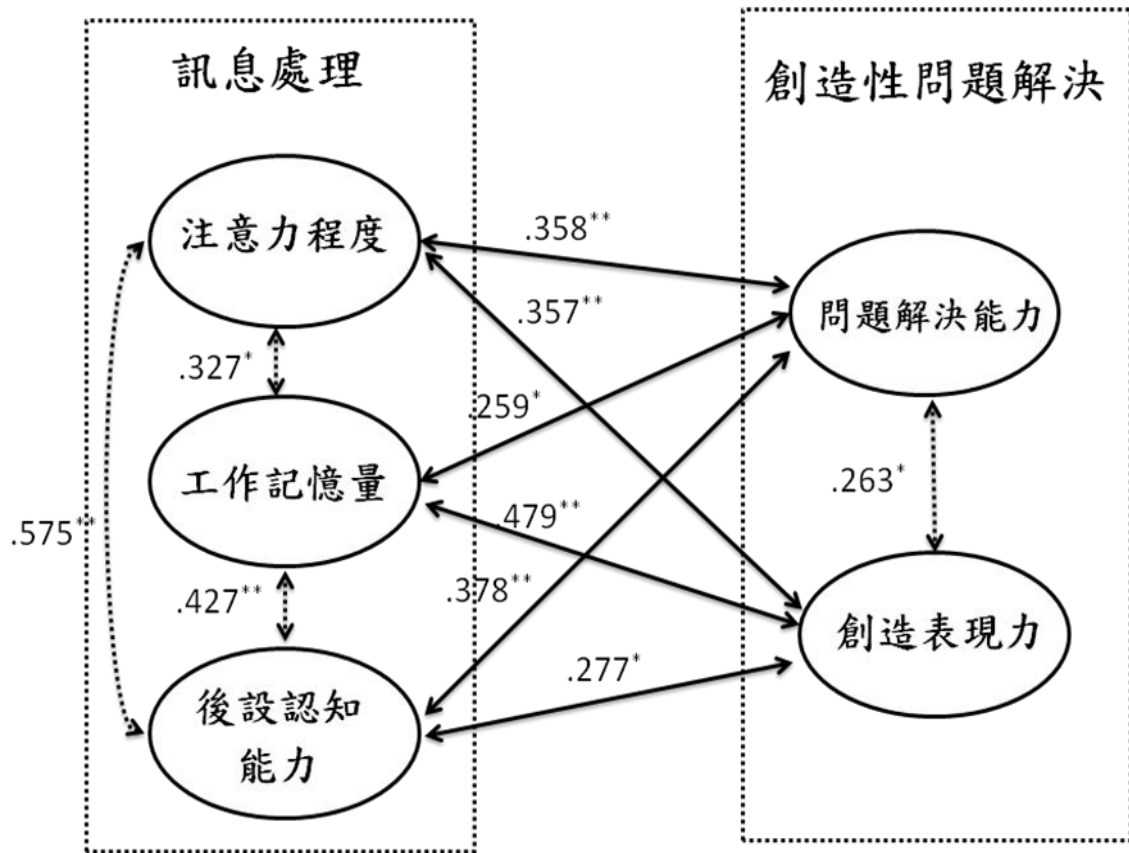 訊息處理
創造性問題解決
注意力程度
.358**
.357**
問題解決能力
.327*
.259*
工作記憶量
.263*
.479**
.575**
.378**
.427**
創造表現力
.277*
後設認知
能力